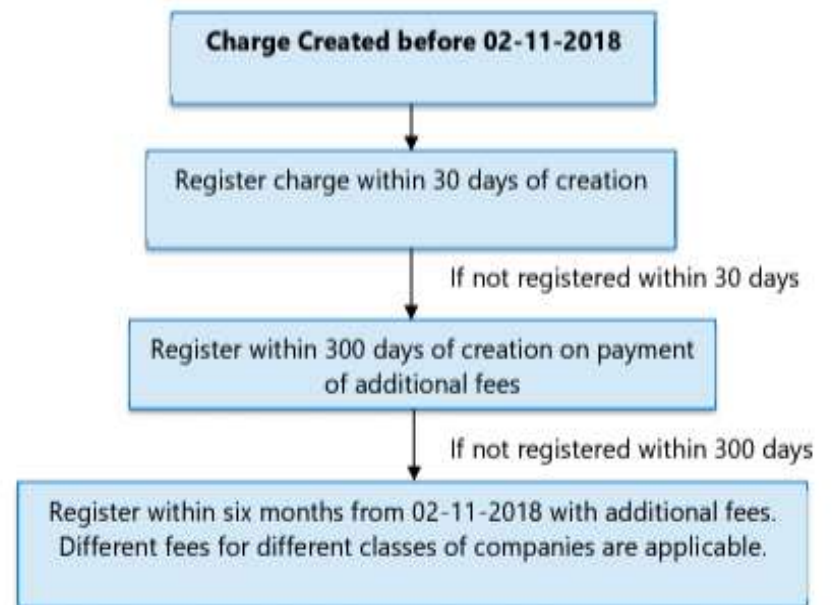 Charge Created before 02-11-2018
Register charge within 30 days of creation
If not registered within 30 days
Register within 300 days of creation on payment
of additional fees
If not registered within 300 days
Register within six months from 02-11-2018 with additional fees.
Different fees for different classes of companies are applicable.